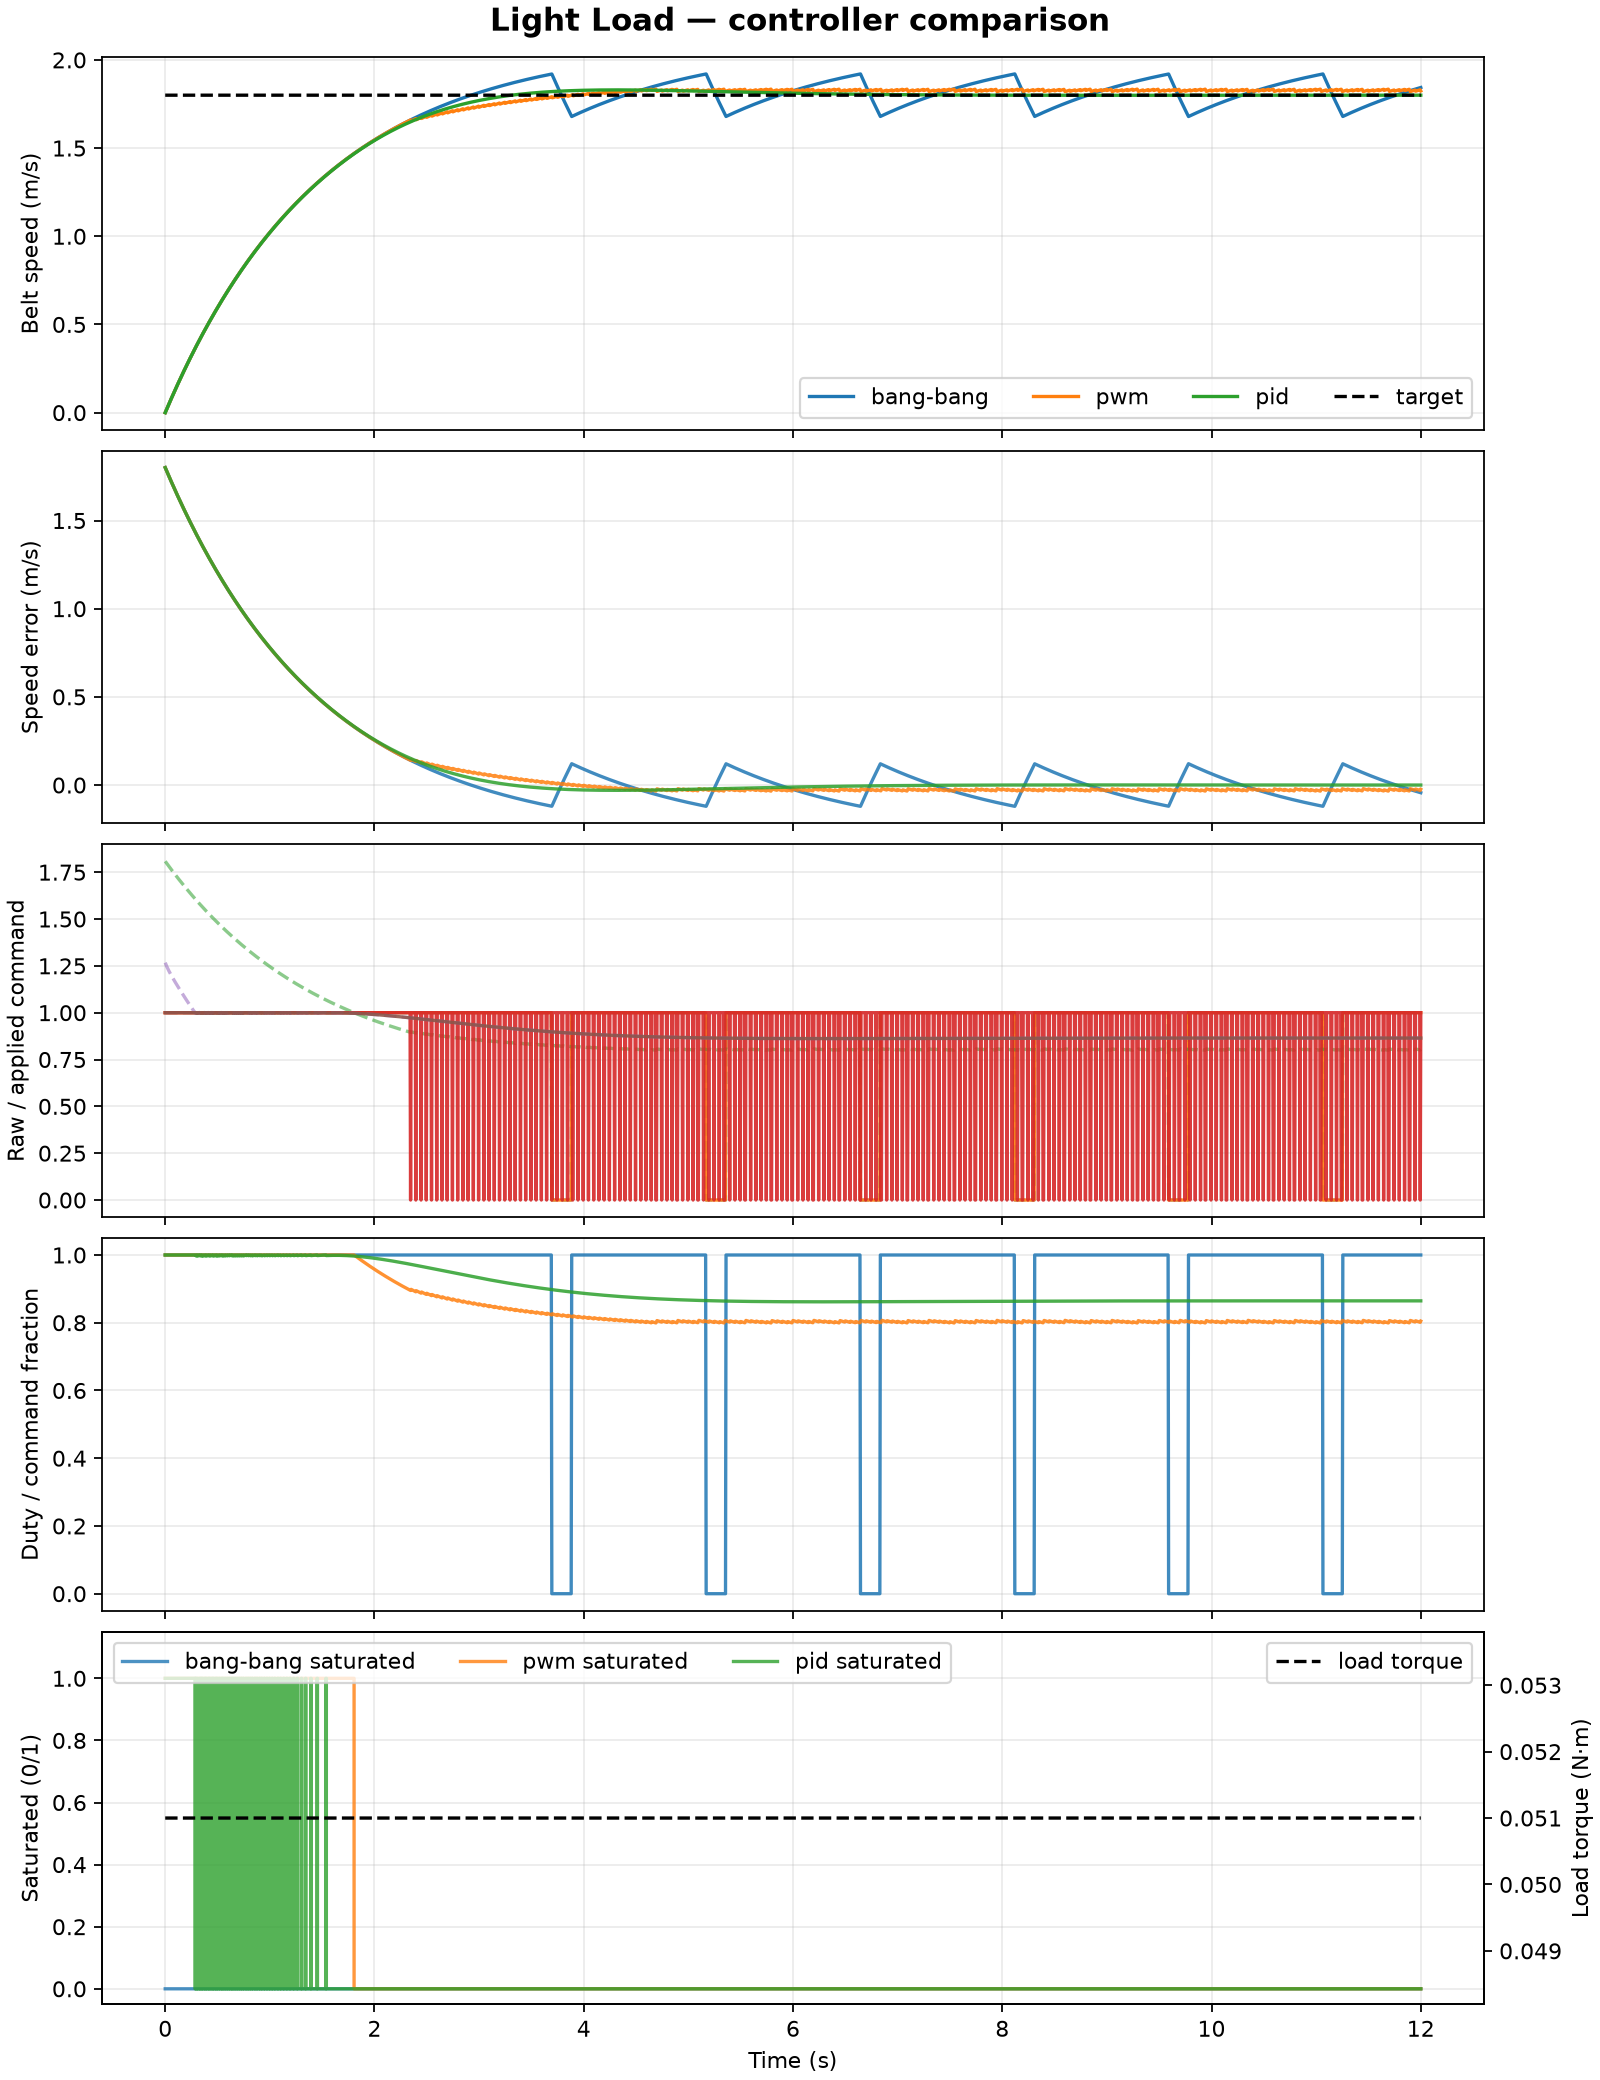 Light Load — controller comparison
Belt speed (m/s)
2.0
1.5
1.0
0.5
0.0
bang-bang pwm pid target
Speed error (m/s)
1.5
1.0
0.5
0.0
Raw / applied command
1.75
1.50
1.25
1.00
0.75
0.50
0.25
0.00
Duty / command fraction
1.0
0.8
0.6
0.4
0.2
0.0
Saturated (0/1)
1.0
0.8
0.6
0.4
0.2
0.0
bang-bang saturated pwm saturated pid saturated
load torque
0.053
0.052
0.051
0.050
0.049
Load torque (N·m)
0 2 4 6 8 10 12
Time (s)